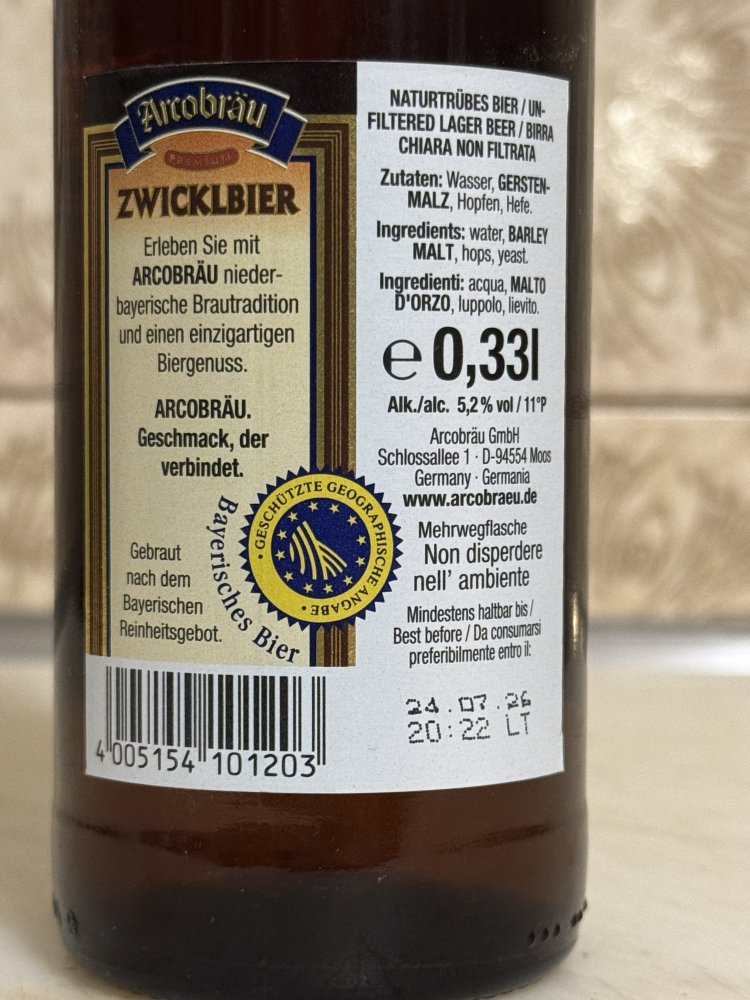 Arcobräu
PREMIUM
ZWICKLBIER
Erleben Sie mit
ARCOBRÄU nieder-
bayerische Brautradition
und einen einzigartigen
Biergenuss.
ARCOBRÄU.
Geschmack, der
verbindet.
Gebraut
nach dem
Bayerischen
Reinheitsgebot.
Bayerisches Bier
GESCHÜTZTE GEOGRAPHISCHE ANGABE
4 005154 101203
NATURTRÜBES BIER / UN-
FILTERED LAGER BEER / BIRRA
CHIARA NON FILTRATA
Zutaten: Wasser, GERSTEN-
MALZ, Hopfen, Hefe.
Ingredients: water, BARLEY
MALT, hops, yeast.
Ingredienti: acqua, MALTO
D'ORZO, luppolo, lievito.
e 0,33l
Alk./alc. 5,2 % vol / 11°P
Arcobräu GmbH
Schlossallee 1 · D-94554 Moos
Germany · Germania
www.arcobraeu.de
Mehrwegflasche
Non disperdere
nell' ambiente
Mindestens haltbar bis /
Best before / Da consumarsi
preferibilmente entro il:
24.07.26
20:22 LT